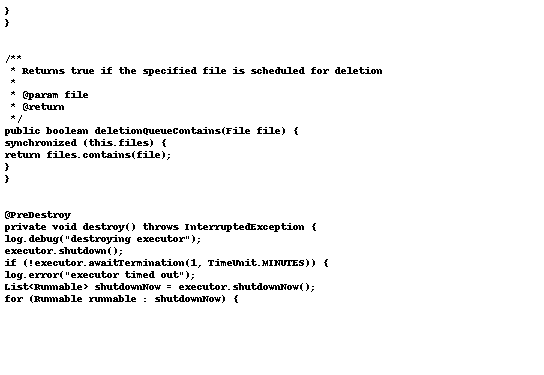 }
}
/**
* Returns true if the specified file is scheduled for deletion
*
* @param file
* @return
*/
public boolean deletionQueueContains(File file) {
synchronized (this.files) {
return files.contains(file);
}
}
@PreDestroy
private void destroy() throws InterruptedException {
log.debug("destroying executor");
executor.shutdown();
if (!executor.awaitTermination(1, TimeUnit.MINUTES)) {
log.error("executor timed out");
List<Runnable> shutdownNow = executor.shutdownNow();
for (Runnable runnable : shutdownNow) {